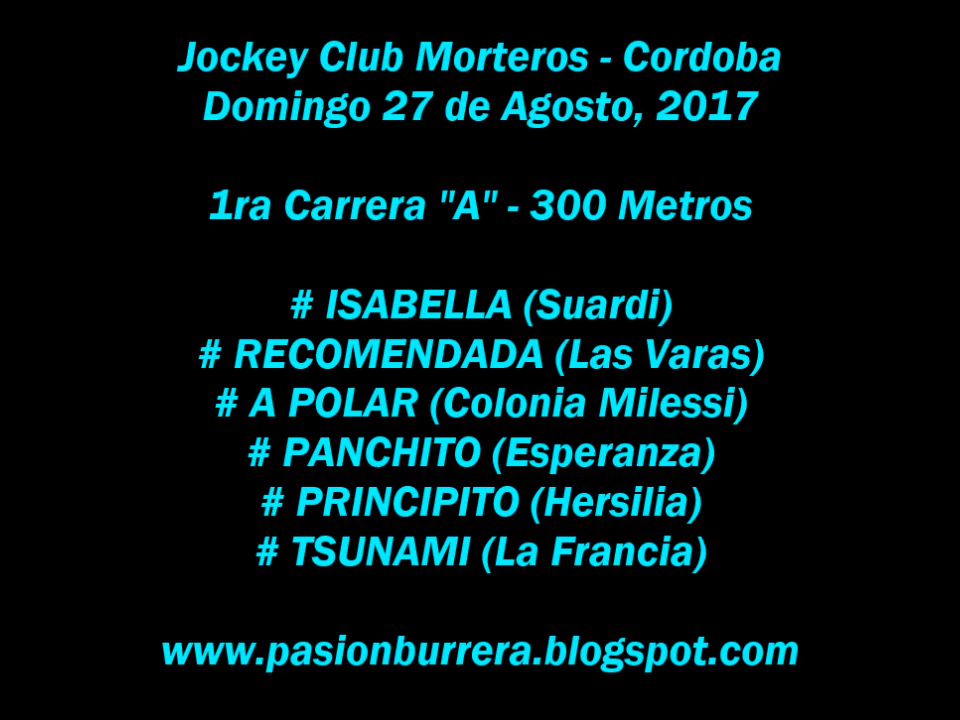 Jockey Club Morteros - Cordoba
Domingo 27 de Agosto, 2017
1ra Carrera "A" - 300 Metros
# ISABELLA (Suardi)
# RECOMENDADA (Las Varas)
# A POLAR (Colonia Milessi)
# PANCHITO (Esperanza)
# PRINCIPITO (Hersilia)
# TSUNAMI (La Francia)
www.pasionburrera.blogspot.com